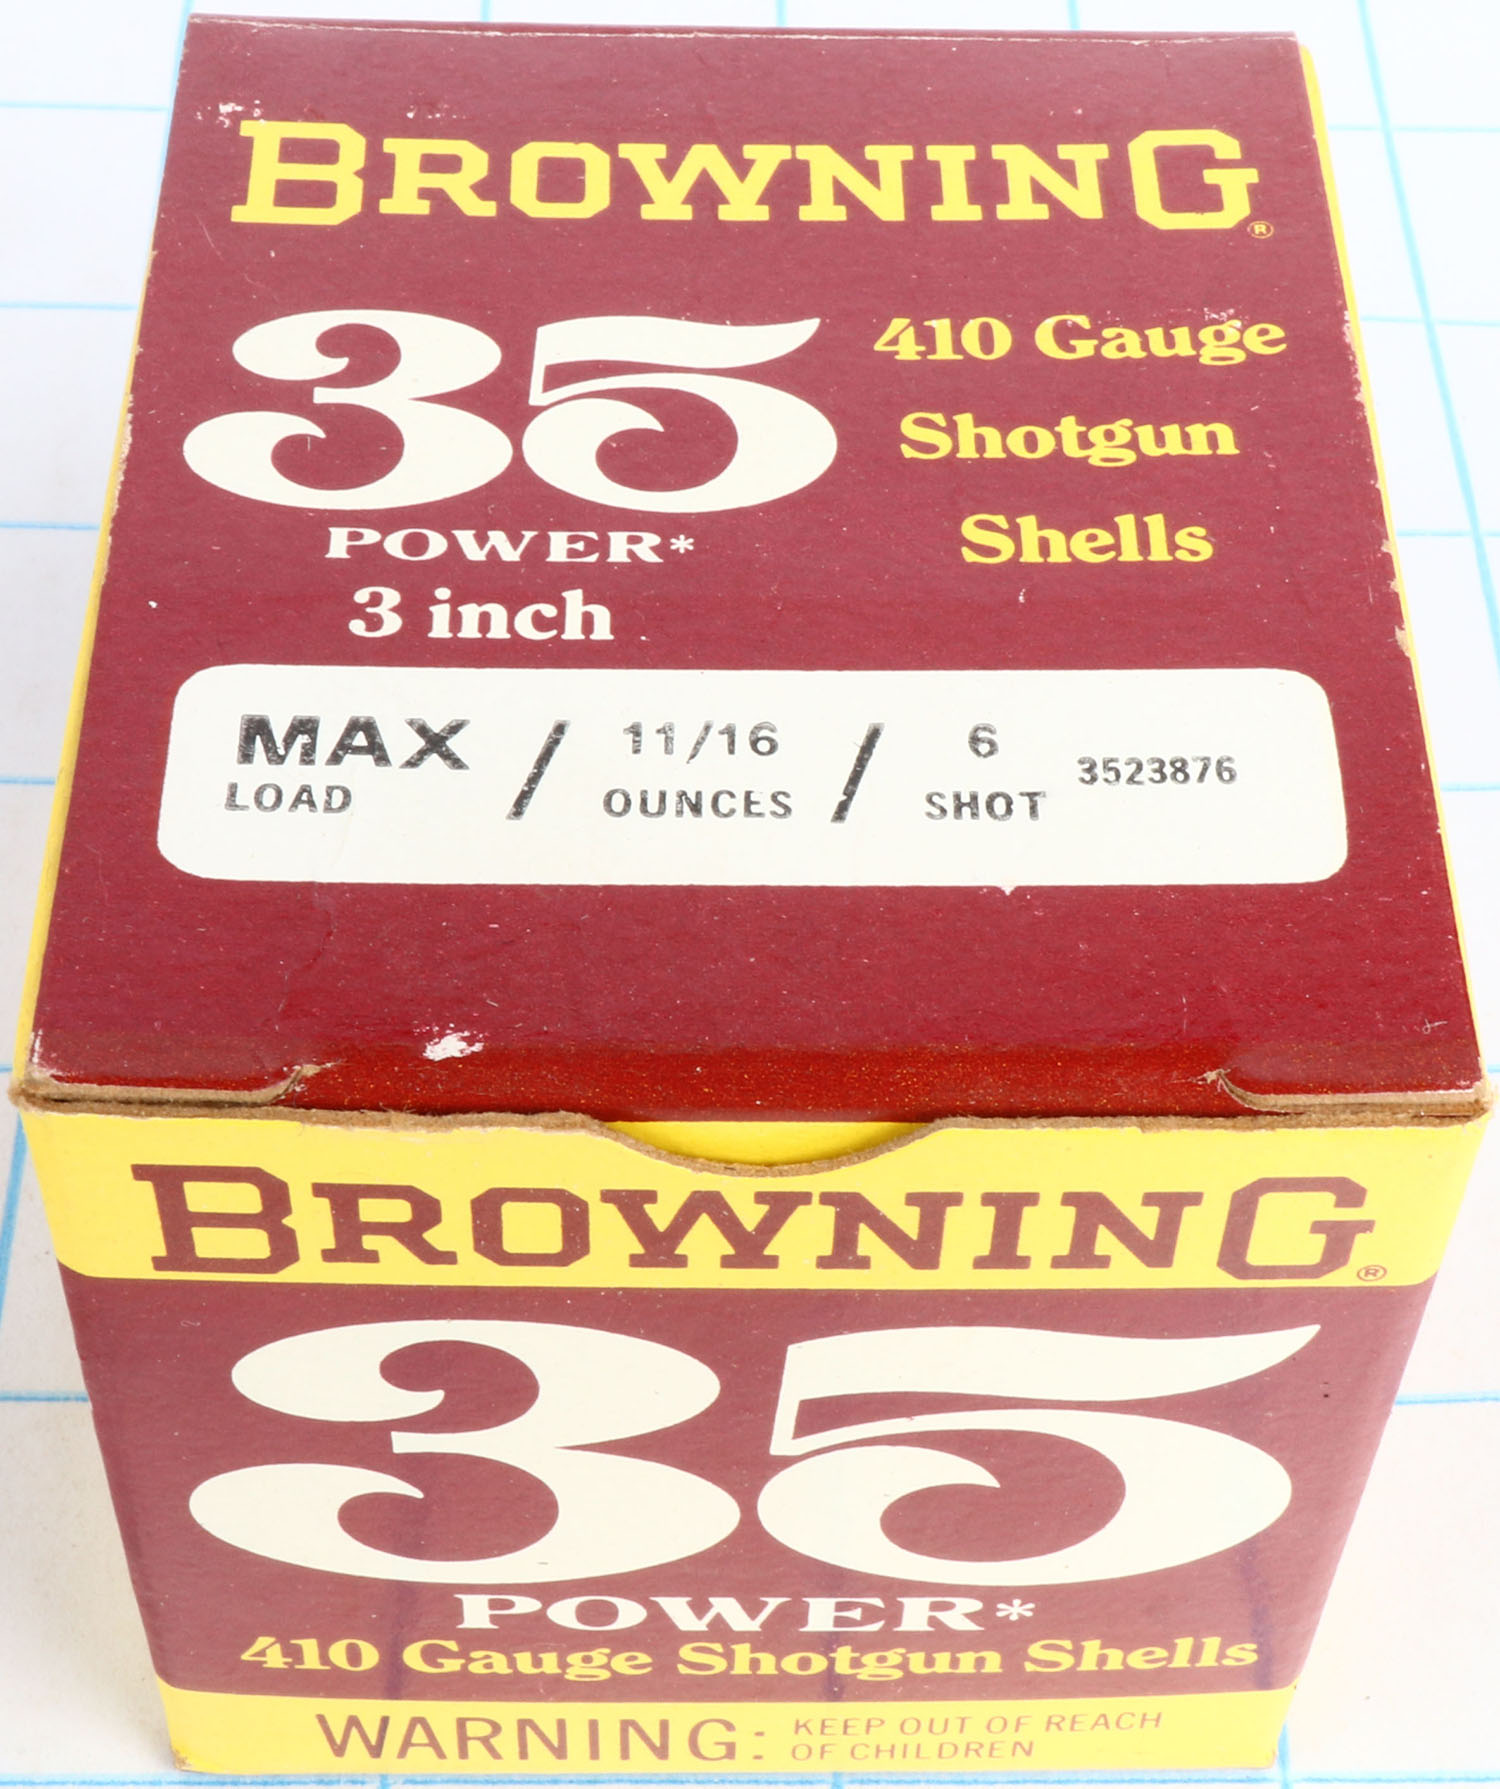 BROWNING®
35
POWER*
3 inch
410 Gauge
Shotgun
Shells
MAX / 11/16 / 6 3523876
LOAD OUNCES SHOT
BROWNING®
35
POWER*
410 Gauge Shotgun Shells
WARNING: KEEP OUT OF REACH
OF CHILDREN